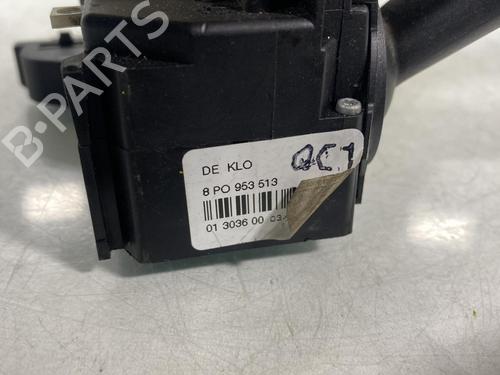 B-PARTS
DE KLO
QC1
8 PO 953 513
01 3036 00